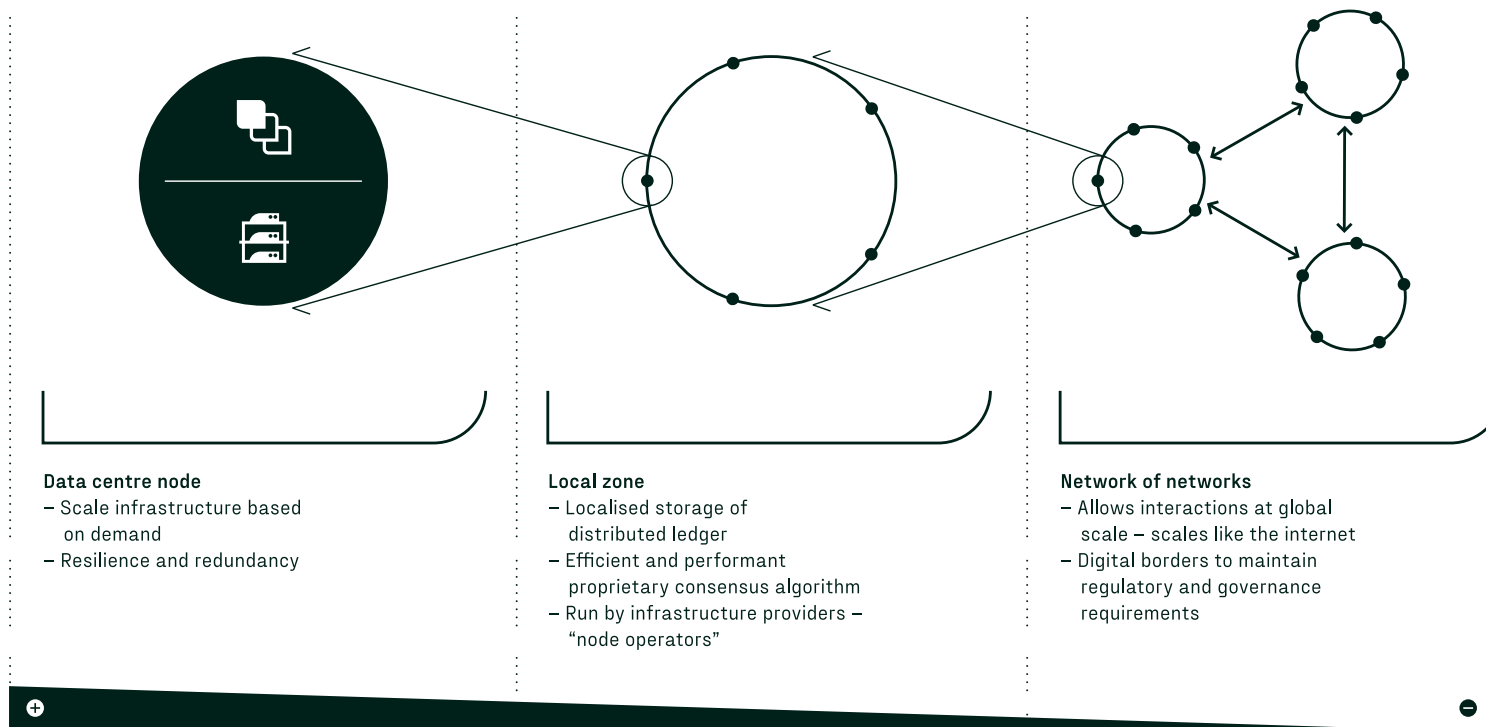 Data centre node
– Scale infrastructure based
on demand
– Resilience and redundancy
Local zone
– Localised storage of
distributed ledger
– Efficient and performant
proprietary consensus algorithm
– Run by infrastructure providers –
“node operators”
Network of networks
– Allows interactions at global
scale – scales like the internet
– Digital borders to maintain
regulatory and governance
requirements